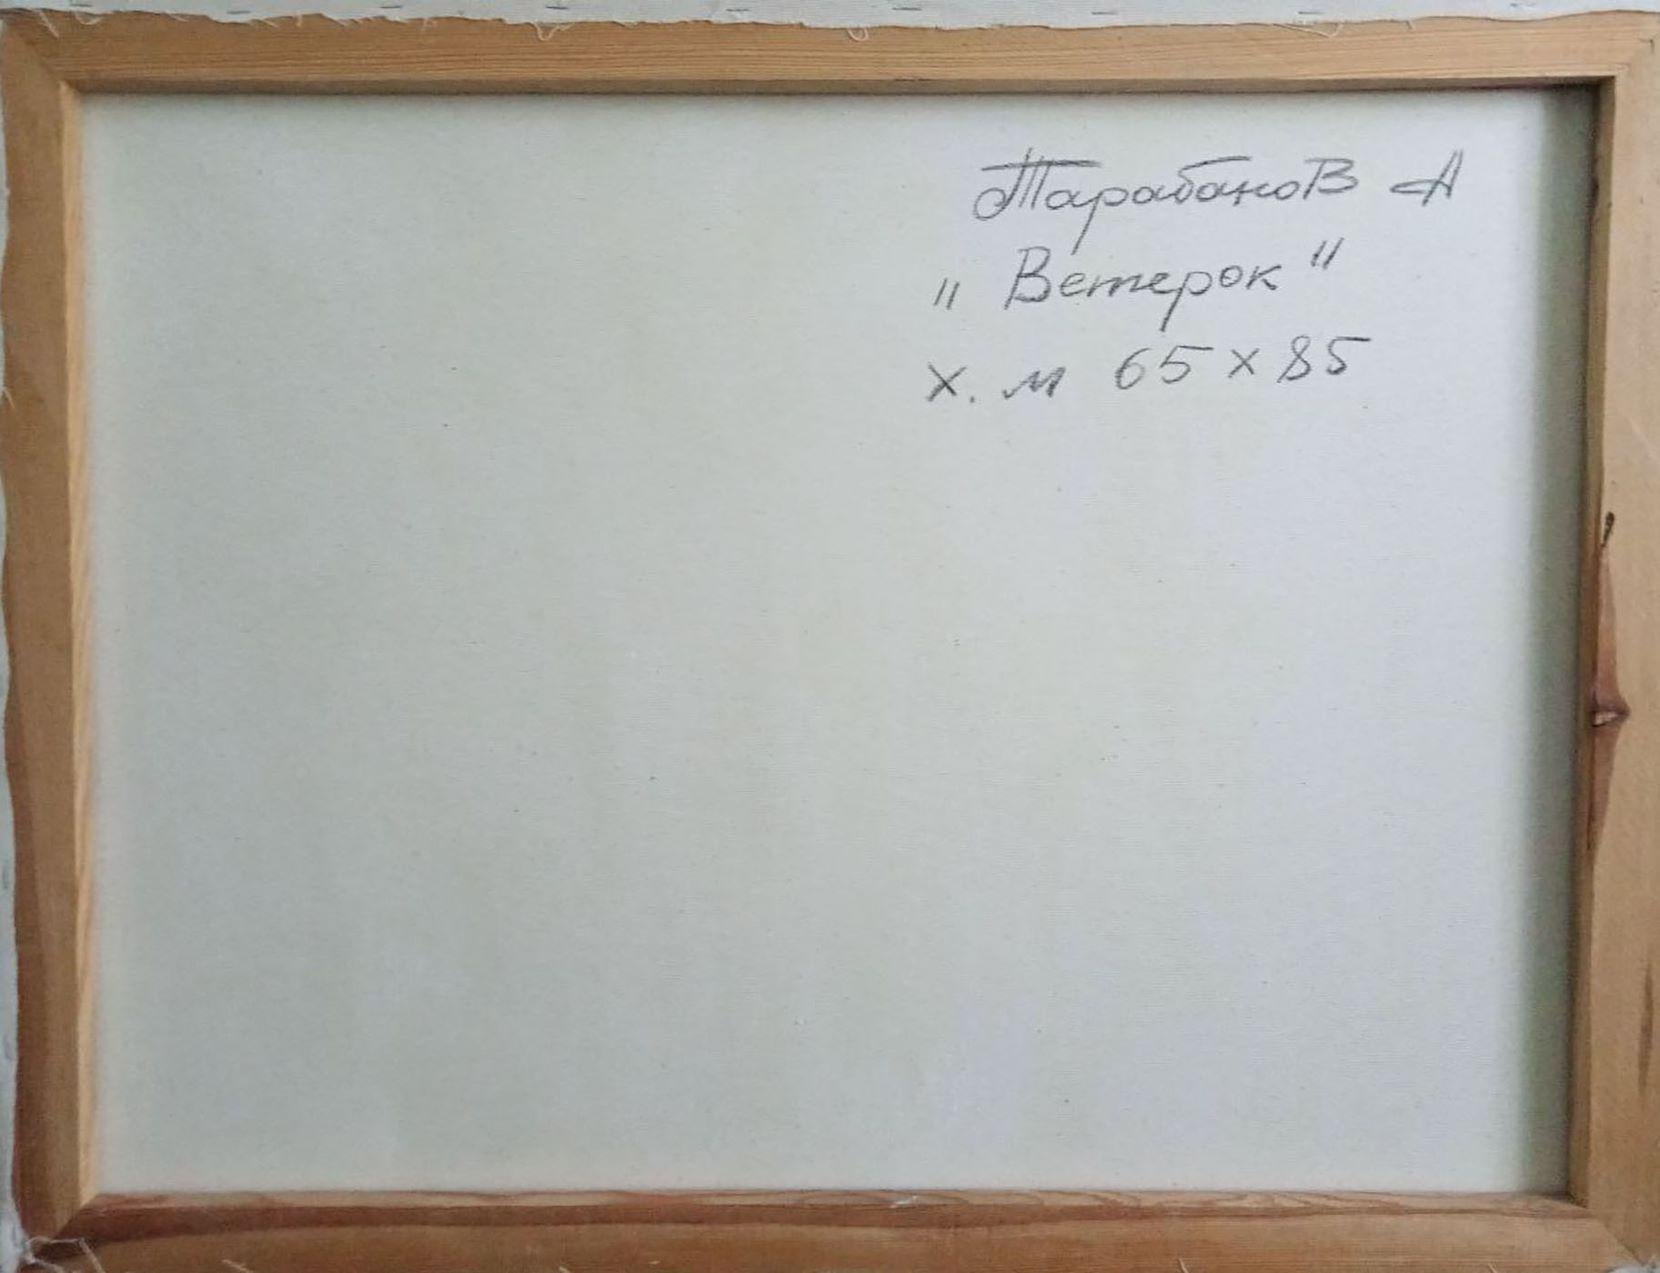 Тарабанов А
"Ветерок"
х. м 65 х 85